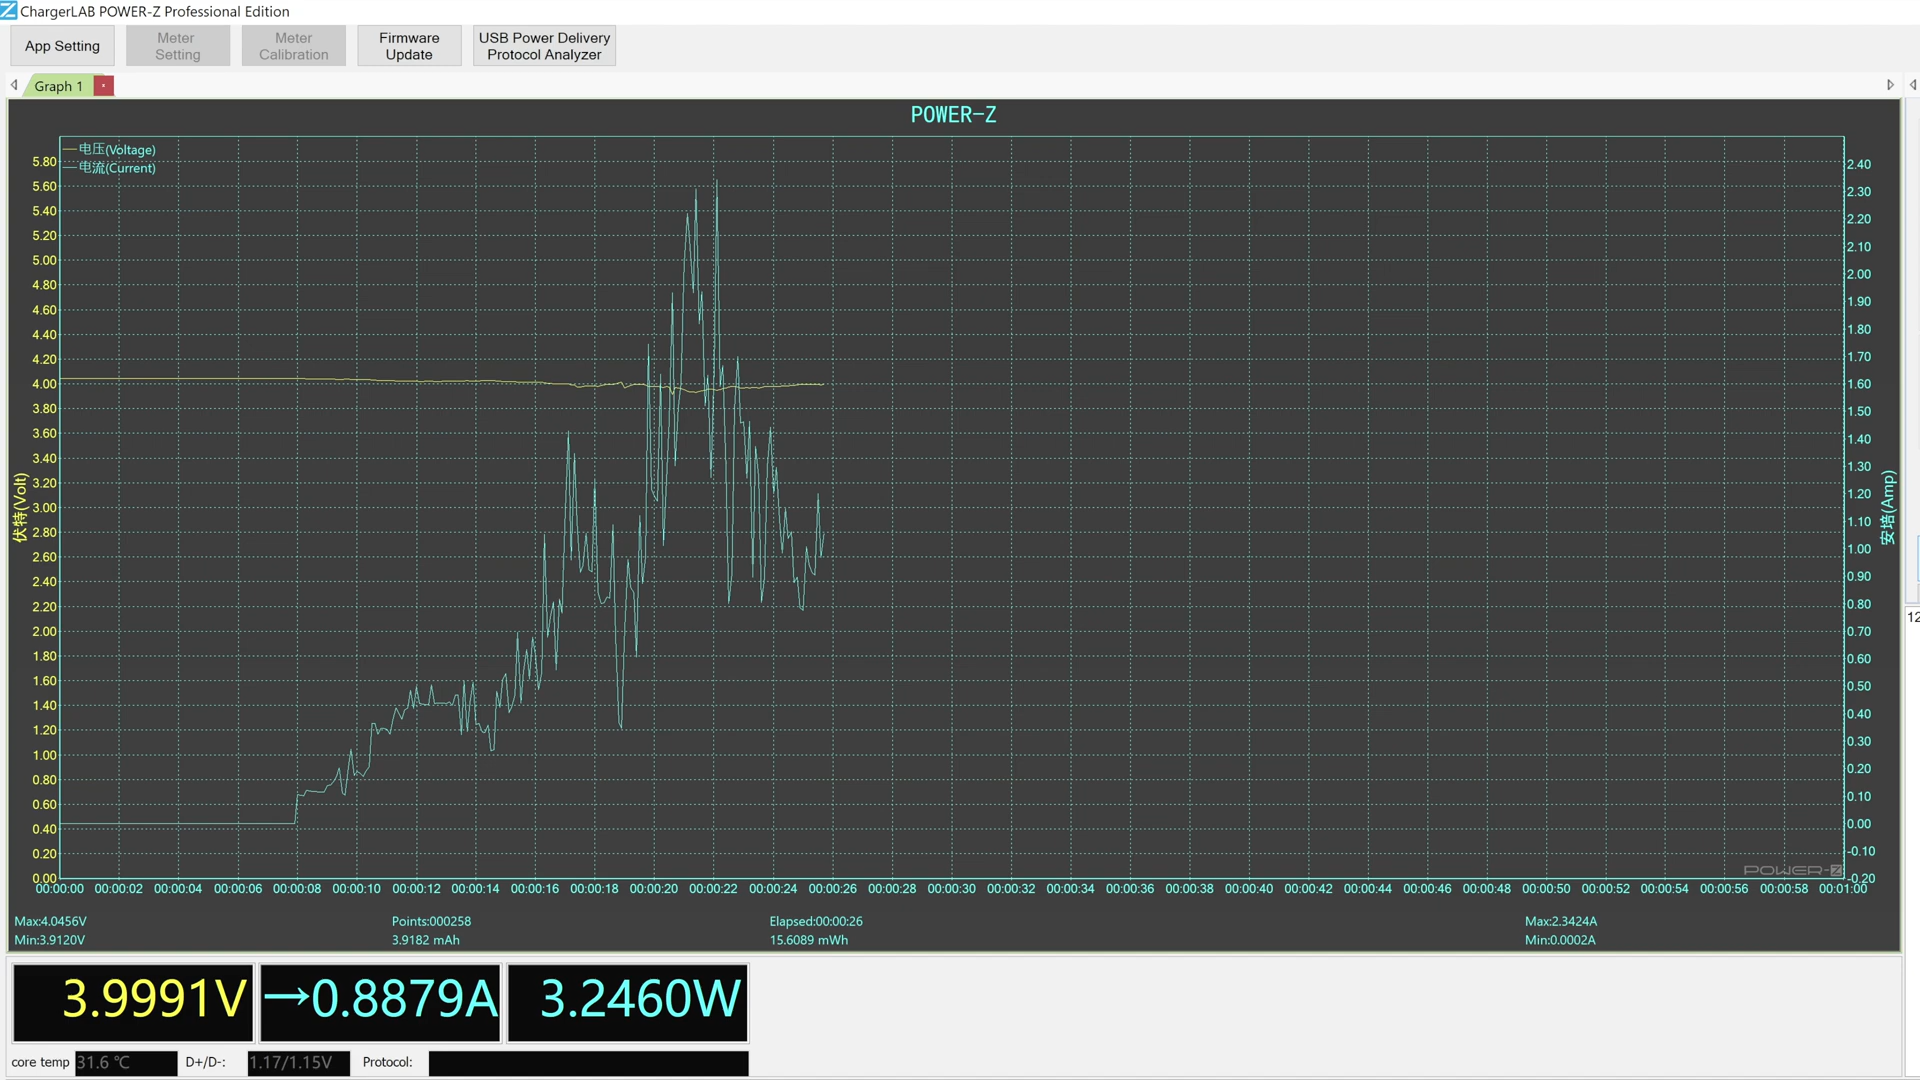 ChargerLAB POWER-Z Professional Edition
App Setting
Meter
Setting
Meter
Calibration
Firmware
Update
USB Power Delivery
Protocol Analyzer
Graph 1
POWER-Z
电压(Voltage)
电流(Current)
5.80
5.60
5.40
5.20
5.00
4.80
4.60
4.40
4.20
4.00
3.80
3.60
3.40
3.20
3.00
2.80
2.60
2.40
2.20
2.00
1.80
1.60
1.40
1.20
1.00
0.80
0.60
0.40
0.20
0.00
伏特(Volt)
2.40
2.30
2.20
2.10
2.00
1.90
1.80
1.70
1.60
1.50
1.40
1.30
1.20
1.10
1.00
0.90
0.80
0.70
0.60
0.50
0.40
0.30
0.20
0.10
0.00
-0.10
-0.20
安培(Amp)
12
POWER-Z
00:00:00 00:00:02 00:00:04 00:00:06 00:00:08 00:00:10 00:00:12 00:00:14 00:00:16 00:00:18 00:00:20 00:00:22 00:00:24 00:00:26 00:00:28 00:00:30 00:00:32 00:00:34 00:00:36 00:00:38 00:00:40 00:00:42 00:00:44 00:00:46 00:00:48 00:00:50 00:00:52 00:00:54 00:00:56 00:00:58 00:01:00
Max:4.0456V Points:000258 Elapsed:00:00:26 Max:2.3424A
Min:3.9120V 3.9182 mAh 15.6089 mWh Min:0.0002A
3.9991V →0.8879A 3.2460W
core temp 31.6 ℃ D+/D-: 1.17/1.15V Protocol: